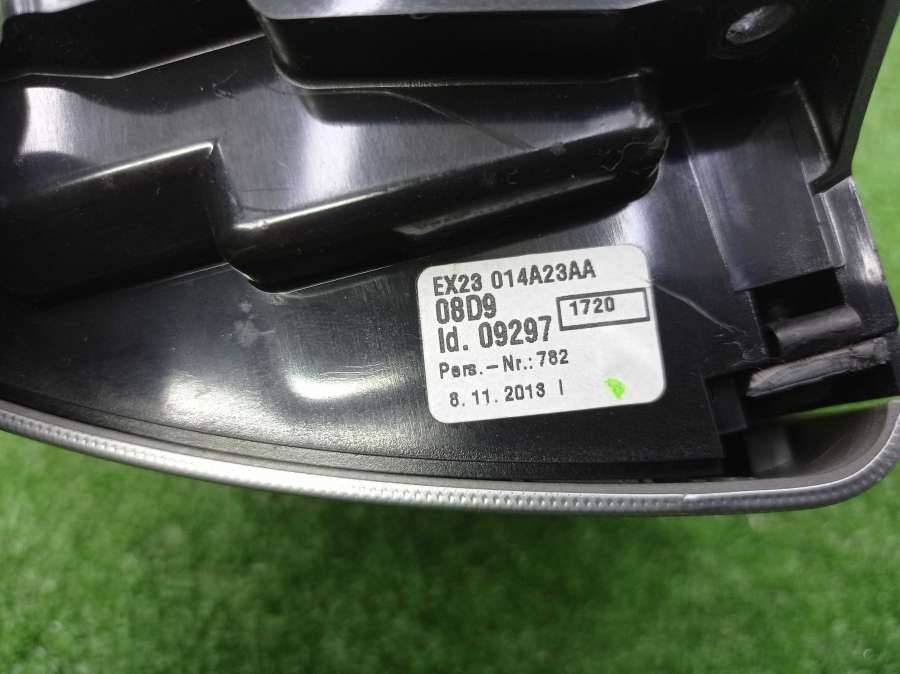 EX23 014A23AA
08D9
1720
Id. 09297
Pers.-Nr.: 782
8. 11. 2013 I